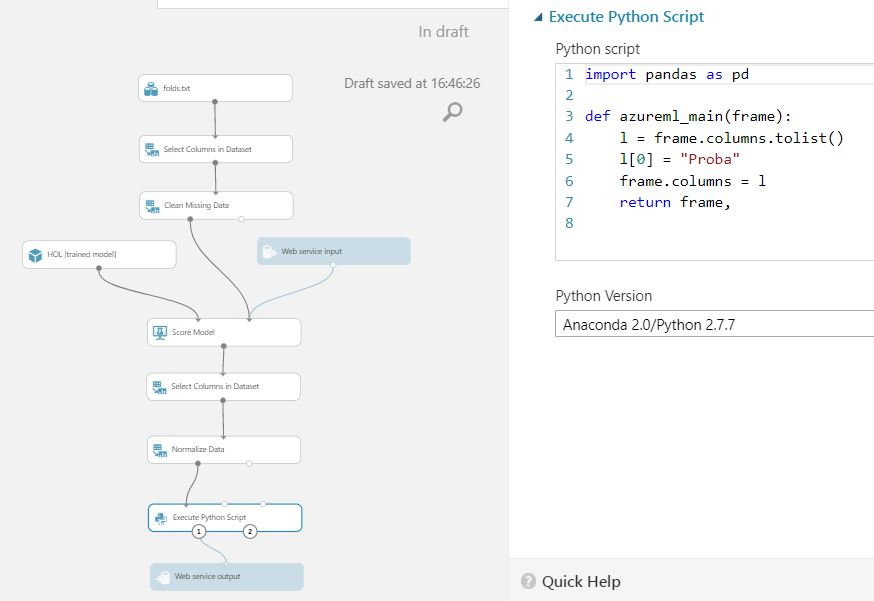 In draft
Draft saved at 16:46:26
folds.txt
Select Columns in Dataset
Clean Missing Data
HOL [trained model]
Web service input
Score Model
Select Columns in Dataset
Normalize Data
Execute Python Script
1
2
Web service output
Execute Python Script
Python script
1 import pandas as pd
2
3 def azureml_main(frame):
4     l = frame.columns.tolist()
5     l[0] = "Proba"
6     frame.columns = l
7     return frame,
8
Python Version
Anaconda 2.0/Python 2.7.7
? Quick Help